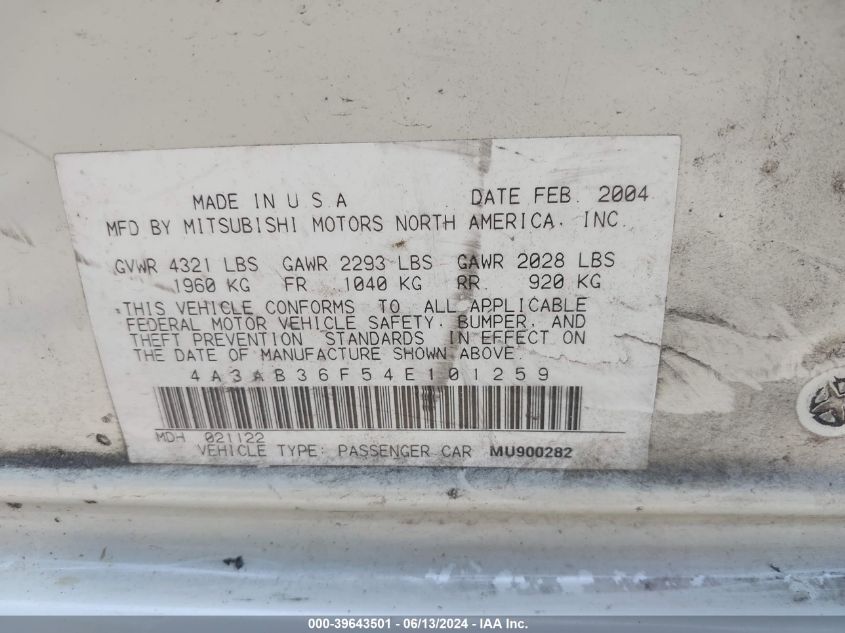 MADE IN U S A DATE FEB. 2004
MFD BY MITSUBISHI MOTORS NORTH AMERICA, INC.
GVWR 4321 LBS GAWR 2293 LBS GAWR 2028 LBS
1960 KG FR. 1040 KG RR. 920 KG
THIS VEHICLE CONFORMS TO ALL APPLICABLE
FEDERAL MOTOR VEHICLE SAFETY, BUMPER, AND
THEFT PREVENTION STANDARDS IN EFFECT ON
THE DATE OF MANUFACTURE SHOWN ABOVE.
4A3AB36F54E101259
MDH 021122
VEHICLE TYPE: PASSENGER CAR MU900282
000-39643501 - 06/13/2024 - IAA Inc.